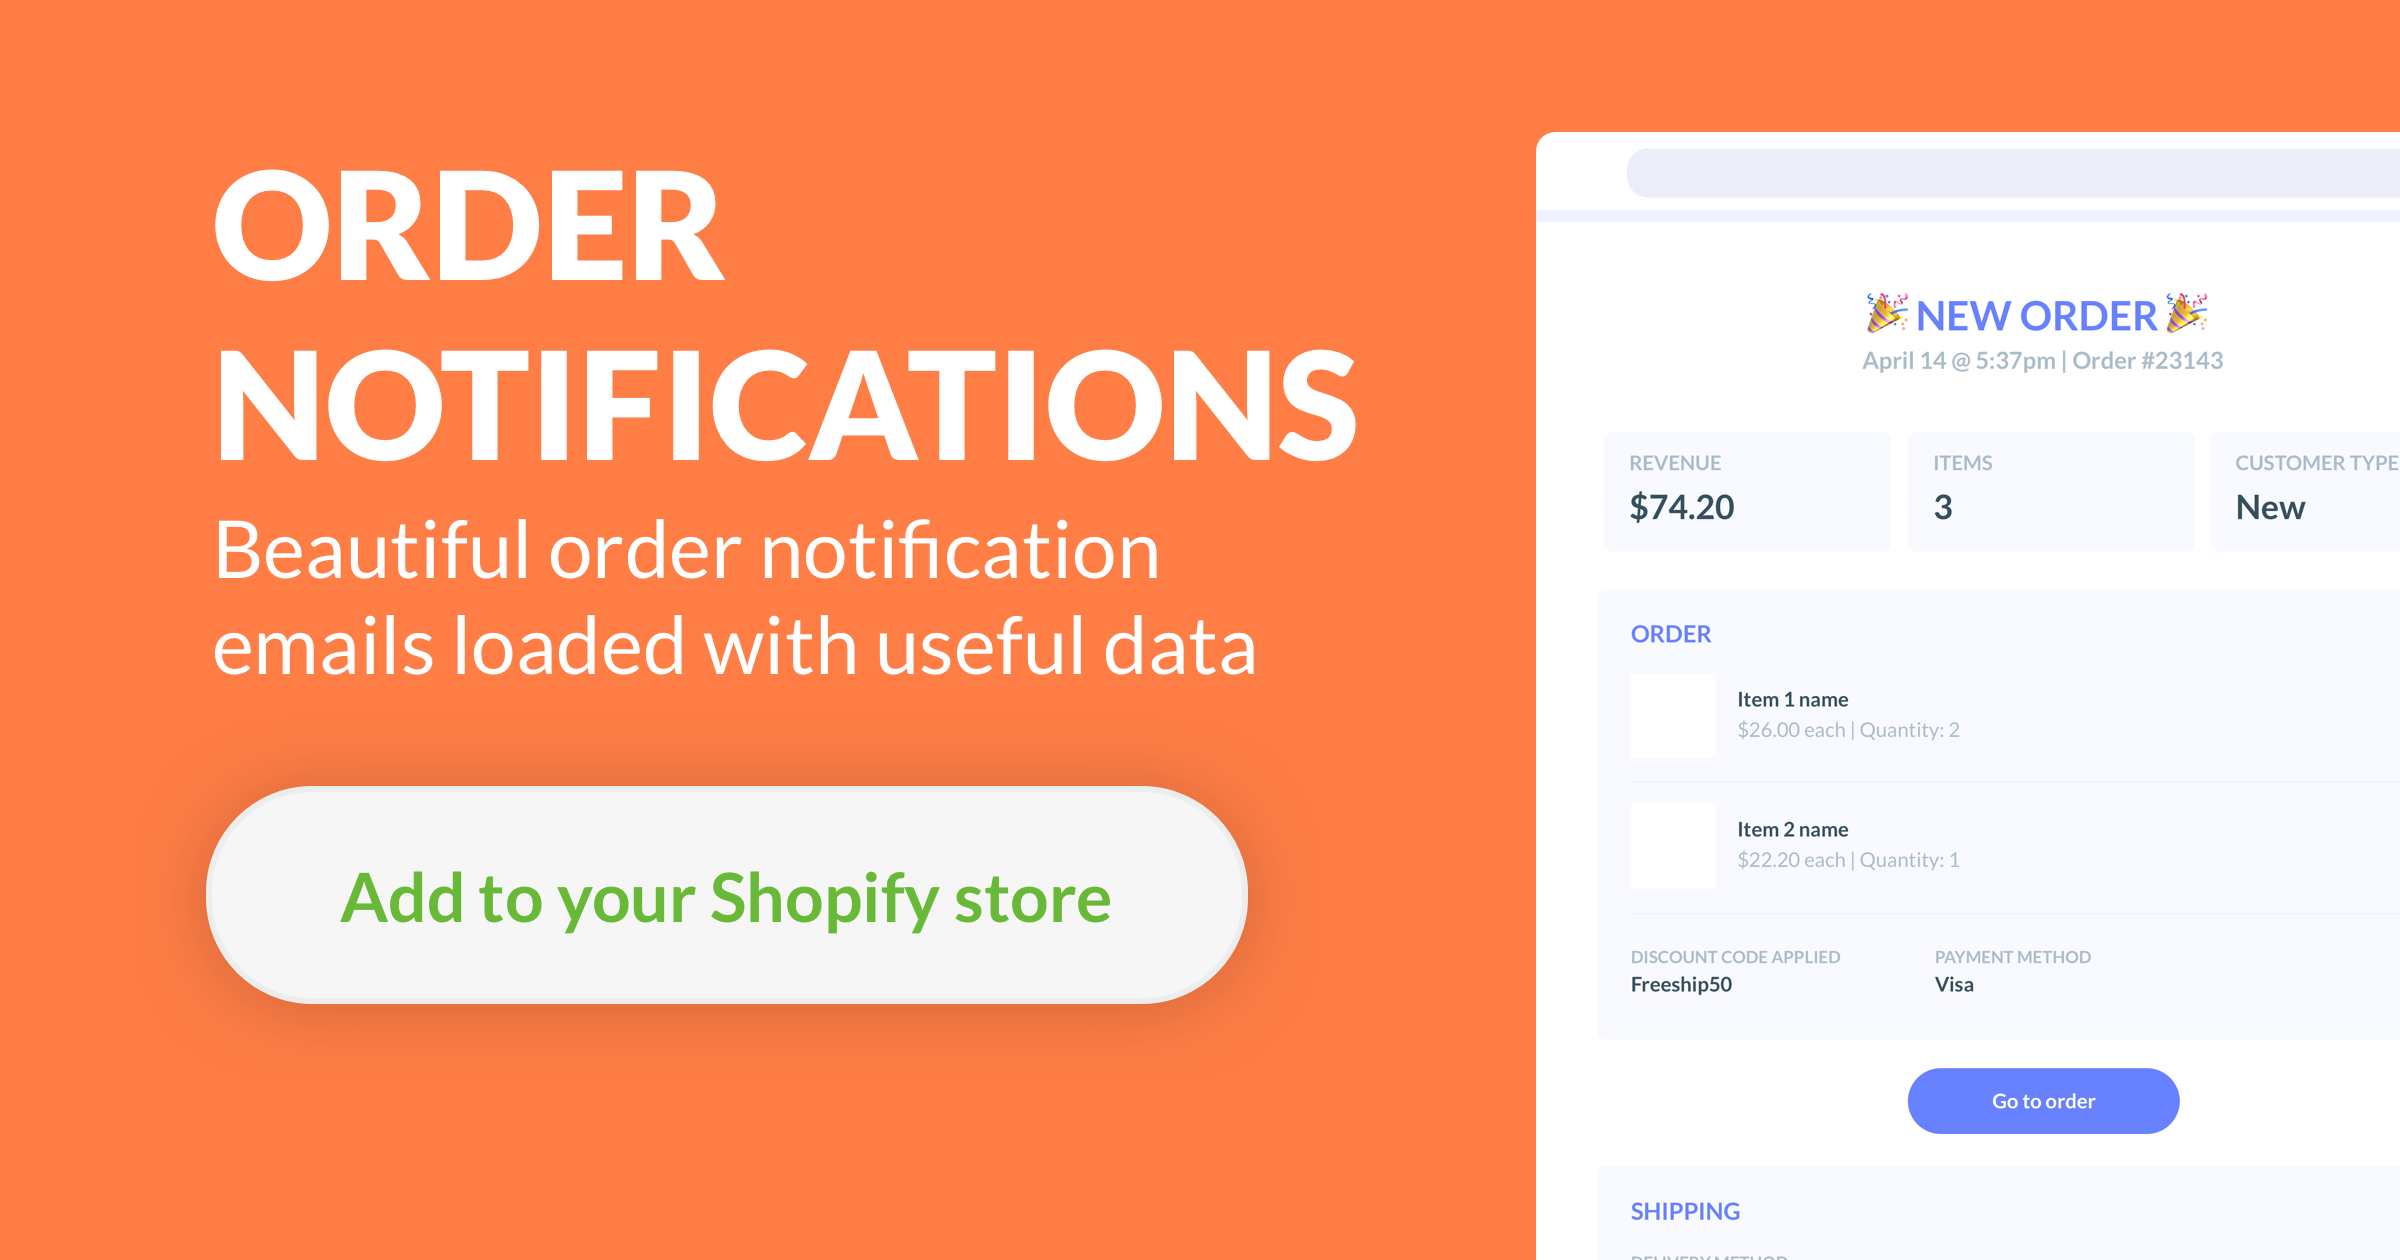 ORDER
NOTIFICATIONS
Beautiful order notification
emails loaded with useful data
Add to your Shopify store
🎉 NEW ORDER 🎉
April 14 @ 5:37pm | Order #23143
REVENUE
$74.20
ITEMS
3
CUSTOMER TYPE
New
ORDER
Item 1 name
$26.00 each | Quantity: 2
Item 2 name
$22.20 each | Quantity: 1
DISCOUNT CODE APPLIED
Freeship50
PAYMENT METHOD
Visa
Go to order
SHIPPING
DELIVERY METHOD